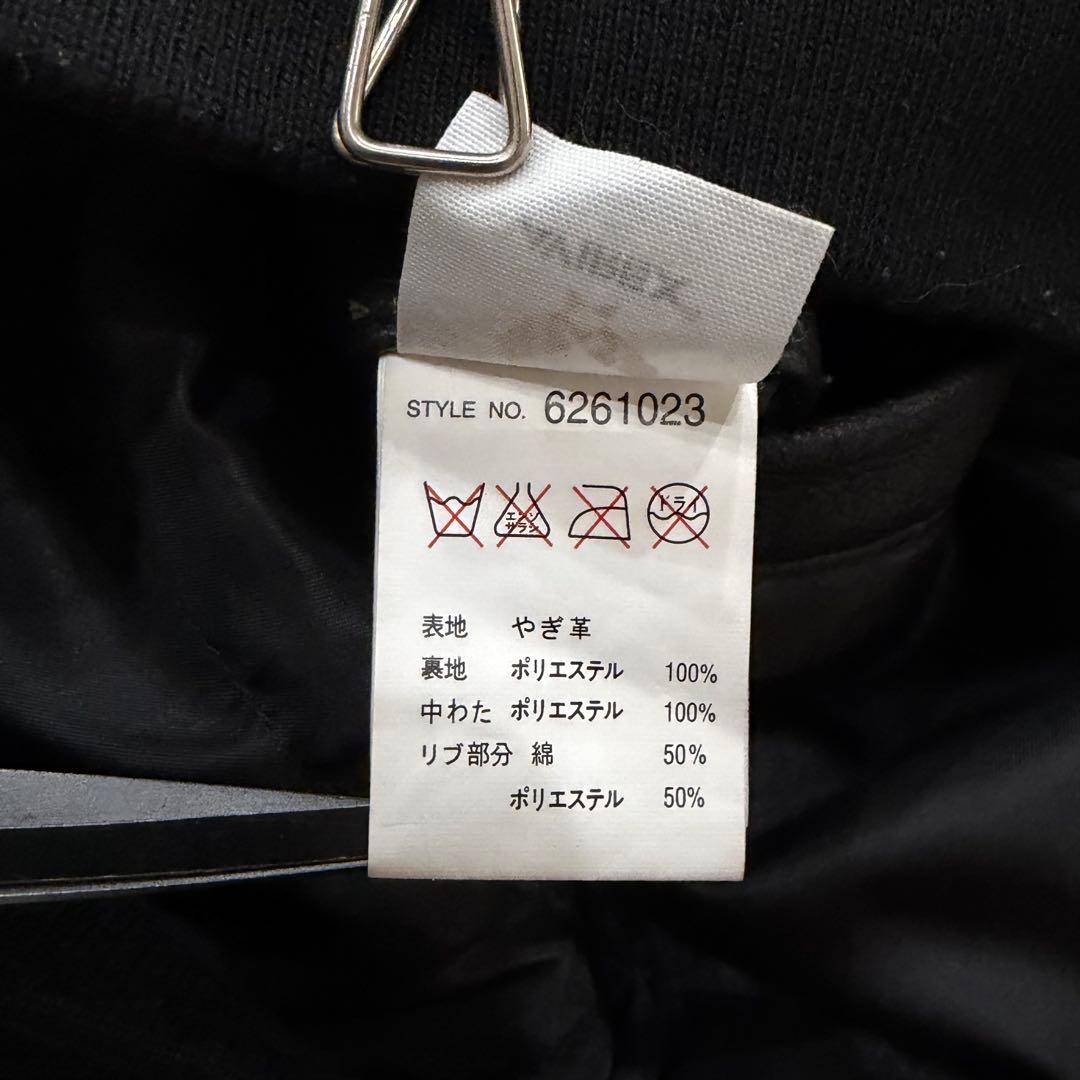 STYLE NO. 6261023
エンソ サラシ
ドライ
表地 やぎ革
裏地 ポリエステル 100%
中わた ポリエステル 100%
リブ部分 綿 50%
ポリエステル 50%